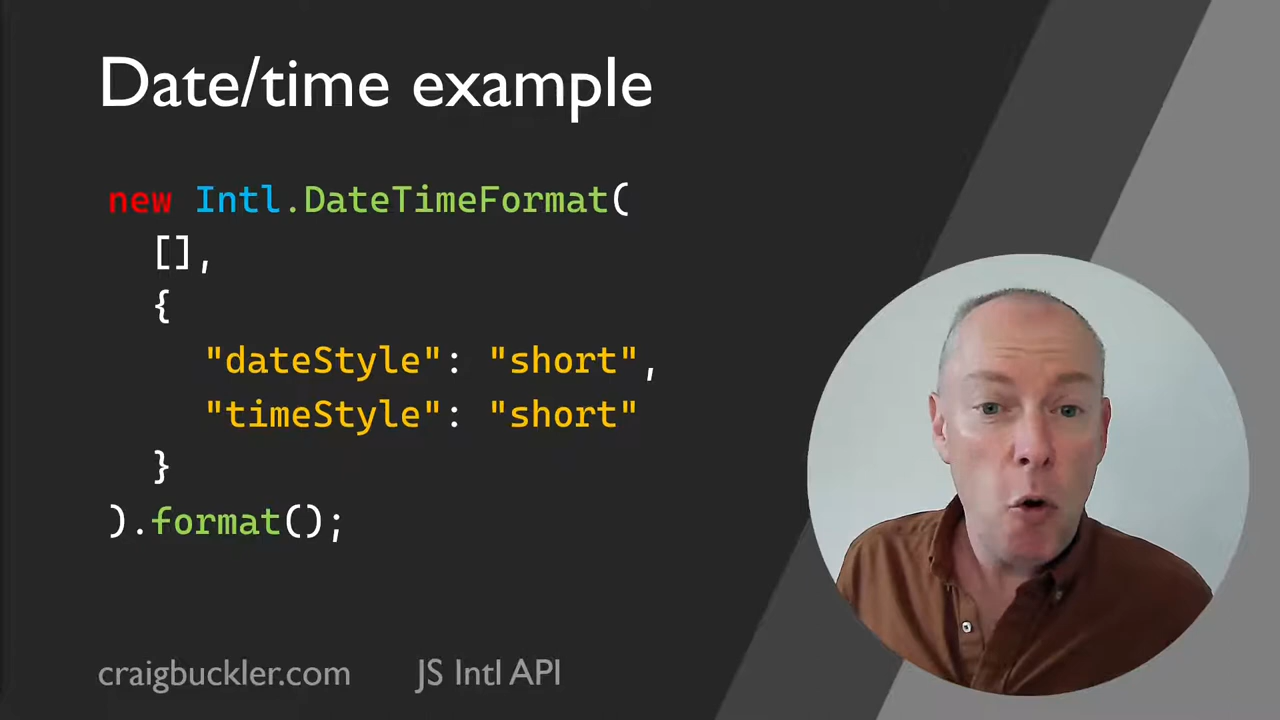 Date/time example
new Intl.DateTimeFormat(
[],
{
"dateStyle": "short",
"timeStyle": "short"
}
).format();
craigbuckler.com JS Intl API